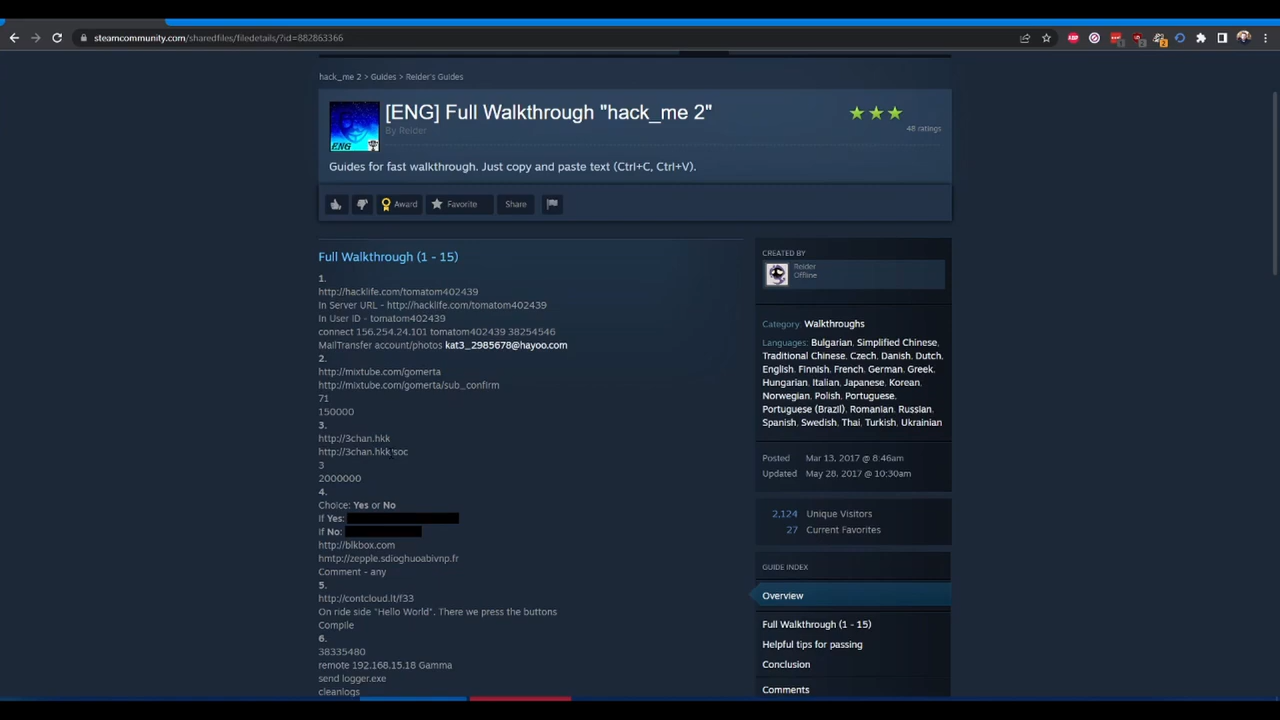 steamcommunity.com/sharedfiles/filedetails/?id=882863366
hack_me 2 > Guides > Reider's Guides
[ENG] Full Walkthrough "hack_me 2"
By Reider
48 ratings
ENG
Guides for fast walkthrough. Just copy and paste text (Ctrl+C, Ctrl+V).
Award
Favorite
Share
Full Walkthrough (1 - 15)
1.
http://hacklife.com/tomatom402439
In Server URL - http://hacklife.com/tomatom402439
In User ID - tomatom402439
connect 156.254.24.101 tomatom402439 38254546
MailTransfer account/photos kat3_2985678@hayoo.com
2.
http://mixtube.com/gomerta
http://mixtube.com/gomerta/sub_confirm
71
150000
3.
http://3chan.hkk
http://3chan.hkk/soc
3
2000000
4.
Choice: Yes or No
If Yes:
If No:
http://blkbox.com
hmtp://zepple.sdioghuoabivnp.fr
Comment - any
5.
http://contcloud.lt/f33
On ride side "Hello World". There we press the buttons
Compile
6.
38335480
remote 192.168.15.18 Gamma
send logger.exe
cleanlogs
CREATED BY
Reider
Offline
Category: Walkthroughs
Languages: Bulgarian, Simplified Chinese,
Traditional Chinese, Czech, Danish, Dutch,
English, Finnish, French, German, Greek,
Hungarian, Italian, Japanese, Korean,
Norwegian, Polish, Portuguese,
Portuguese (Brazil), Romanian, Russian,
Spanish, Swedish, Thai, Turkish, Ukrainian
Posted Mar 13, 2017 @ 8:46am
Updated May 28, 2017 @ 10:30am
2,124 Unique Visitors
27 Current Favorites
GUIDE INDEX
Overview
Full Walkthrough (1 - 15)
Helpful tips for passing
Conclusion
Comments